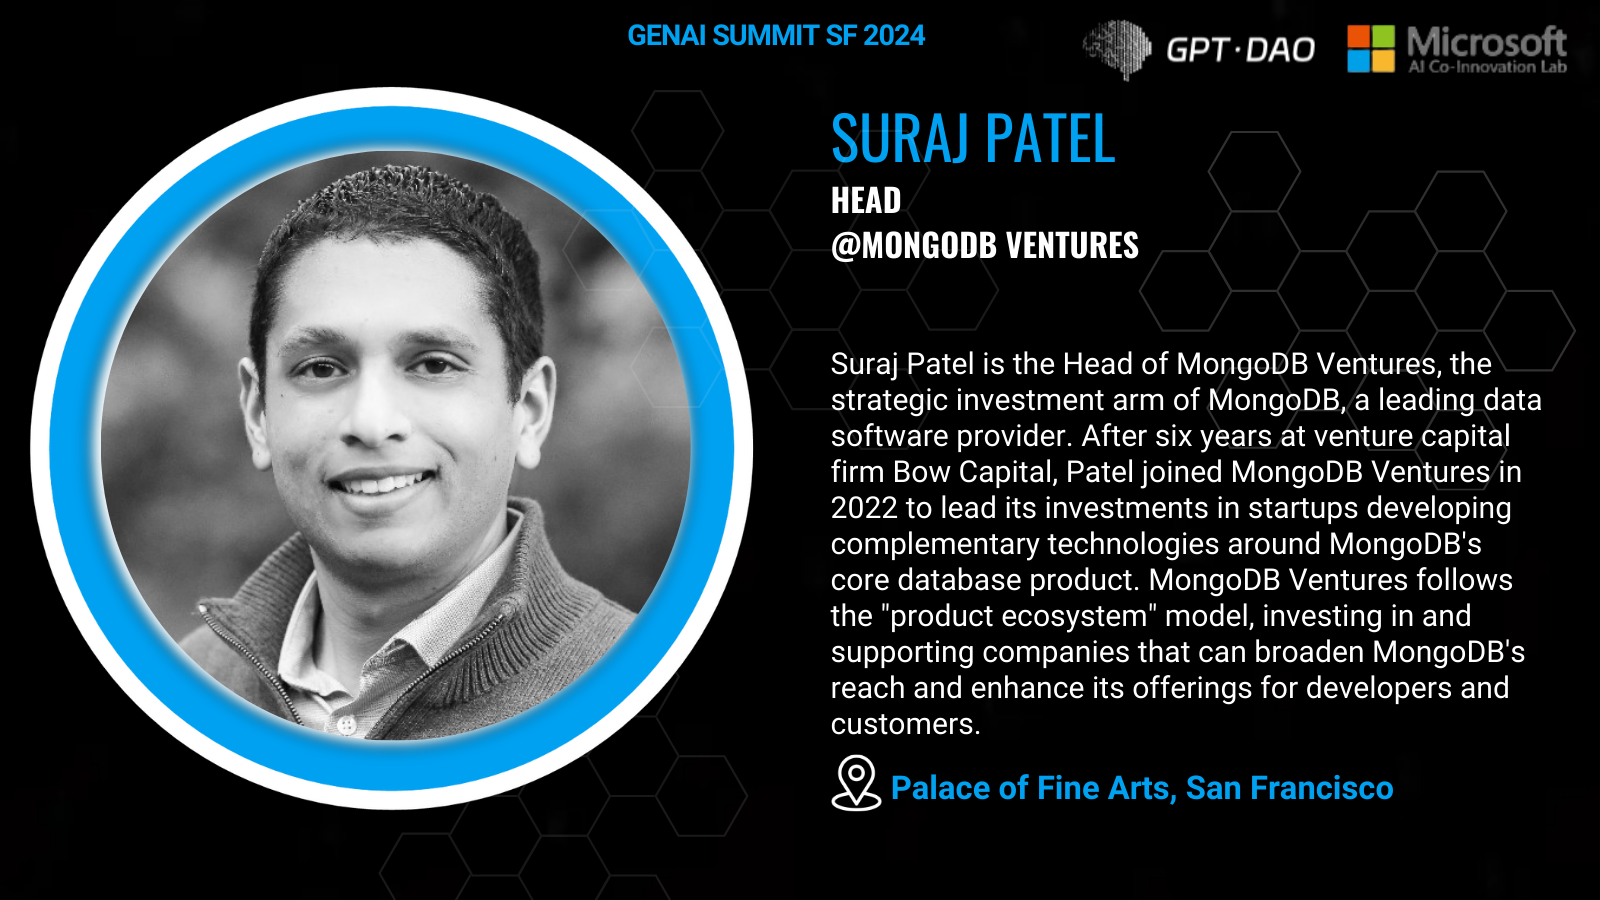 GENAI SUMMIT SF 2024
GPT·DAO
Microsoft
AI Co-Innovation Lab
SURAJ PATEL
HEAD
@MONGODB VENTURES
Suraj Patel is the Head of MongoDB Ventures, the
strategic investment arm of MongoDB, a leading data
software provider. After six years at venture capital
firm Bow Capital, Patel joined MongoDB Ventures in
2022 to lead its investments in startups developing
complementary technologies around MongoDB's
core database product. MongoDB Ventures follows
the "product ecosystem" model, investing in and
supporting companies that can broaden MongoDB's
reach and enhance its offerings for developers and
customers.
Palace of Fine Arts, San Francisco